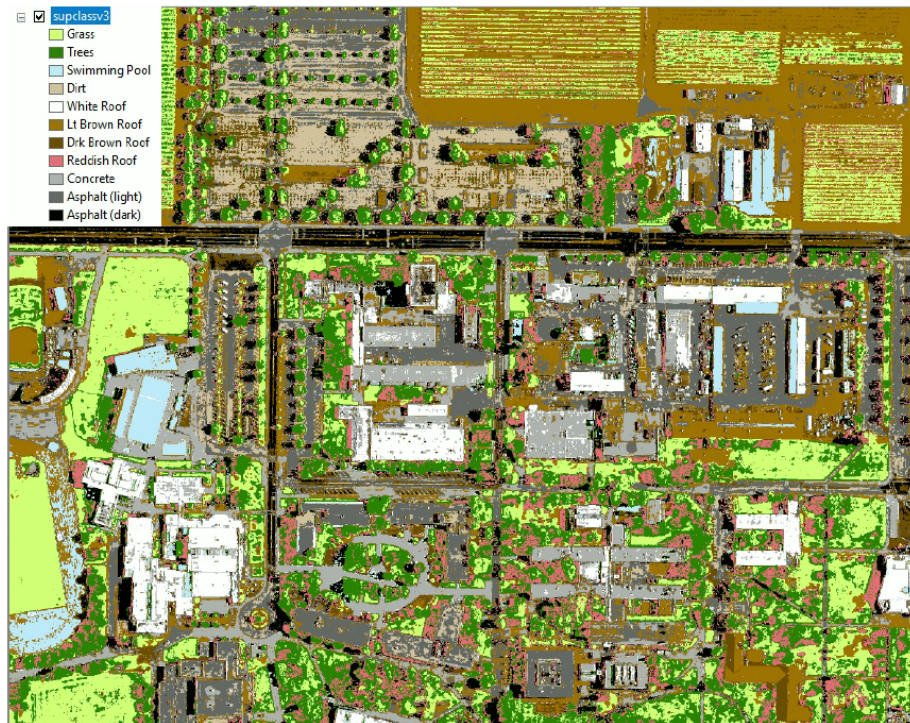 supclassv3
Grass
Trees
Swimming Pool
Dirt
White Roof
Lt Brown Roof
Drk Brown Roof
Reddish Roof
Concrete
Asphalt (light)
Asphalt (dark)